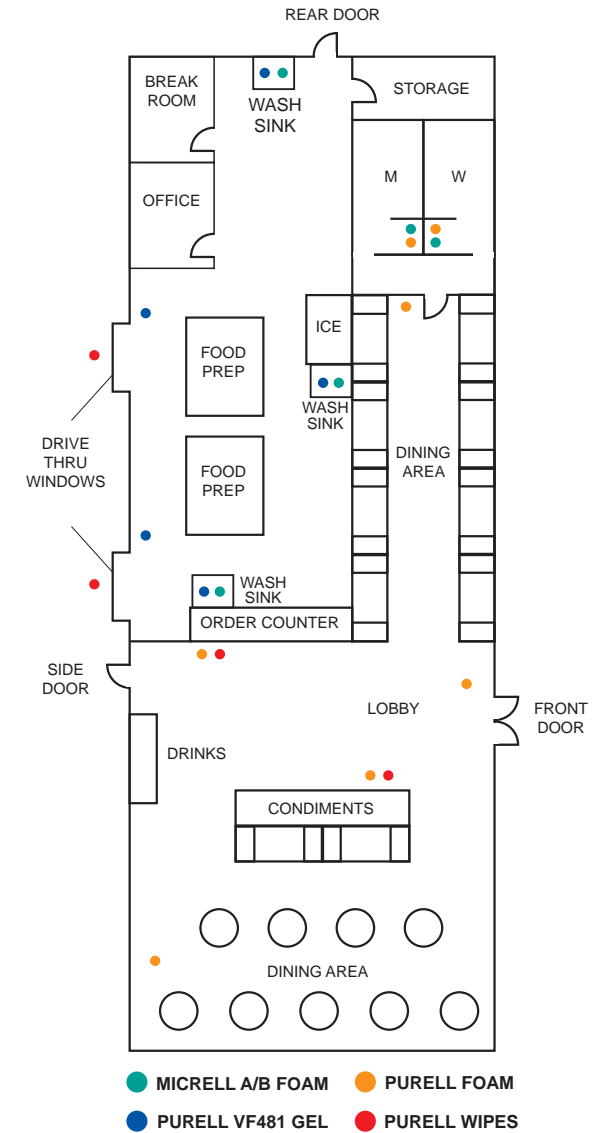 REAR DOOR
BREAK
ROOM
WASH
SINK
STORAGE
OFFICE
M
W
ICE
FOOD
PREP
WASH
SINK
DRIVE
THRU
WINDOWS
DINING
AREA
FOOD
PREP
WASH
SINK
ORDER COUNTER
SIDE
DOOR
LOBBY
FRONT
DOOR
DRINKS
CONDIMENTS
DINING AREA
MICRELL A/B FOAM
PURELL FOAM
PURELL VF481 GEL
PURELL WIPES